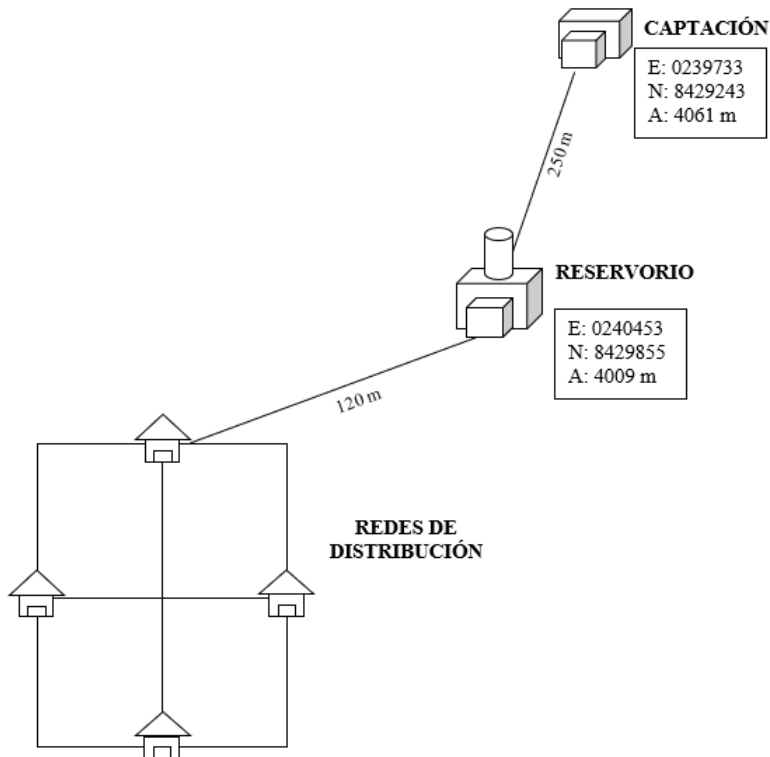 CAPTACIÓN
E: 0239733
N: 8429243
A: 4061 m
250 m
RESERVORIO
E: 0240453
N: 8429855
A: 4009 m
120 m
REDES DE
DISTRIBUCIÓN